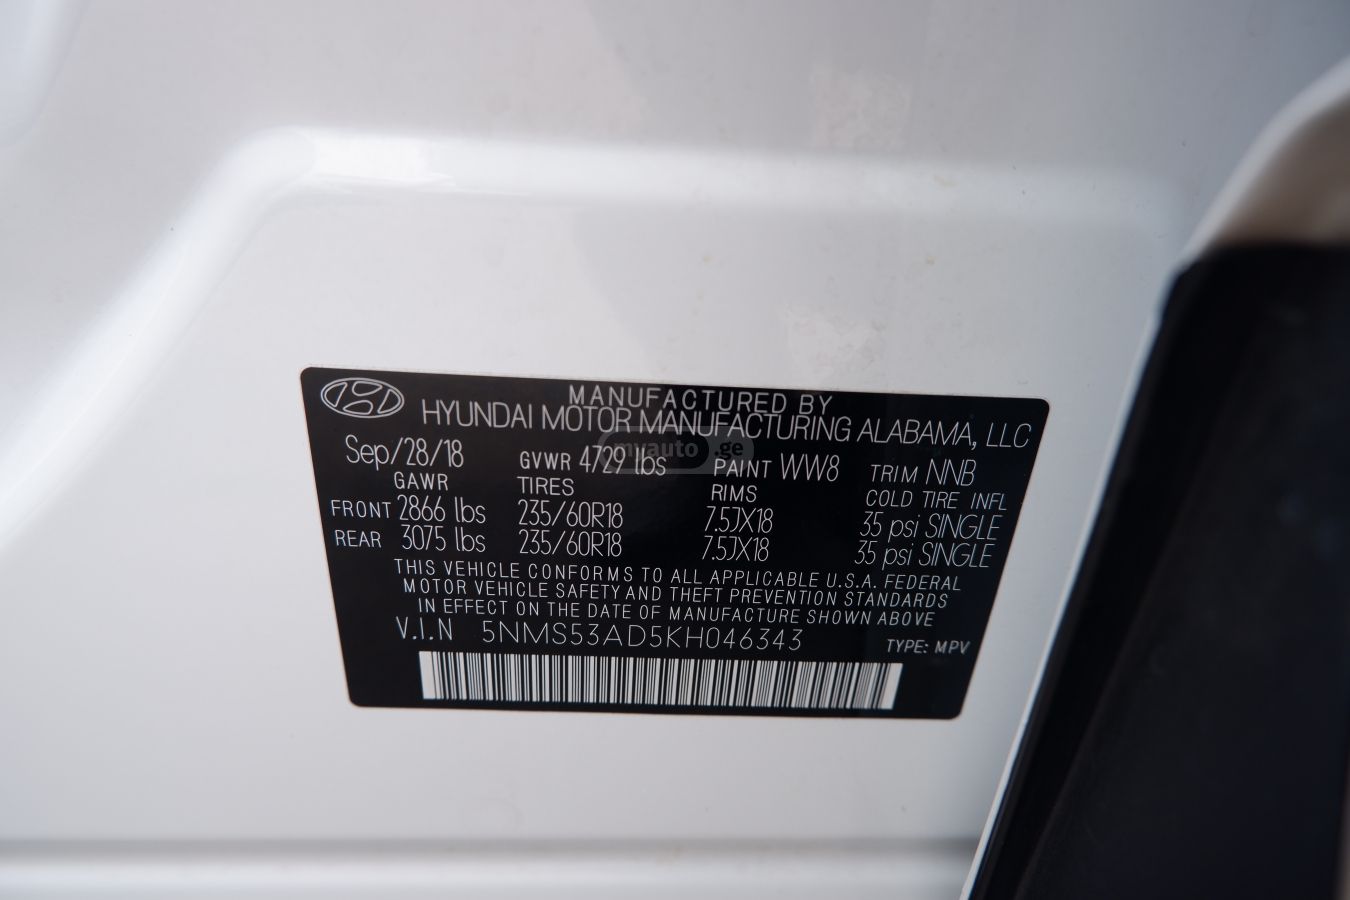 MANUFACTURED BY
HYUNDAI MOTOR MANUFACTURING ALABAMA, LLC
myauto.ge
Sep/28/18 GVWR 4729 lbs PAINT WW8 TRIM NNB
GAWR TIRES RIMS COLD TIRE INFL
FRONT 2866 lbs 235/60R18 7.5JX18 35 psi SINGLE
REAR 3075 lbs 235/60R18 7.5JX18 35 psi SINGLE
THIS VEHICLE CONFORMS TO ALL APPLICABLE U.S.A. FEDERAL
MOTOR VEHICLE SAFETY AND THEFT PREVENTION STANDARDS
IN EFFECT ON THE DATE OF MANUFACTURE SHOWN ABOVE
V.I.N 5NMS53AD5KH046343 TYPE: MPV